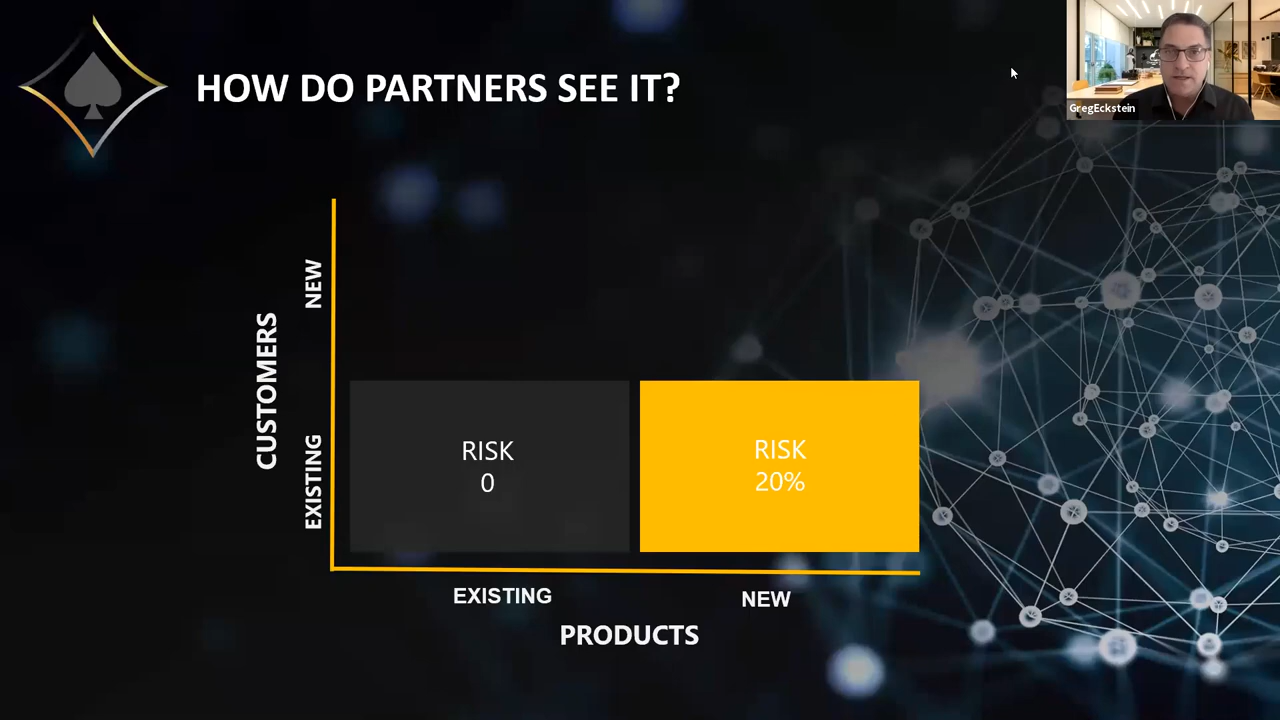 HOW DO PARTNERS SEE IT?
GregEckstein
CUSTOMERS
NEW
EXISTING
RISK
0
RISK
20%
EXISTING
NEW
PRODUCTS